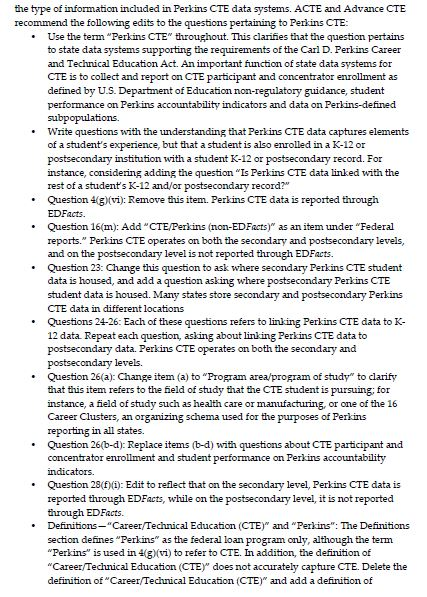 the type of information included in Perkins CTE data systems. ACTE and Advance CTE
recommend the following edits to the questions pertaining to Perkins CTE:
• Use the term "Perkins CTE" throughout. This clarifies that the question pertains
to state data systems supporting the requirements of the Carl D. Perkins Career
and Technical Education Act. An important function of state data systems for
CTE is to collect and report on CTE participant and concentrator enrollment as
defined by U.S. Department of Education non-regulatory guidance, student
performance on Perkins accountability indicators and data on Perkins-defined
subpopulations.
• Write questions with the understanding that Perkins CTE data captures elements
of a student's experience, but that a student is also enrolled in a K-12 or
postsecondary institution with a student K-12 or postsecondary record. For
instance, considering adding the question "Is Perkins CTE data linked with the
rest of a student's K-12 and/or postsecondary record?"
• Question 4(g)(vi): Remove this item. Perkins CTE data is reported through
EDFacts.
• Question 16(m): Add "CTE/Perkins (non-EDFacts)" as an item under "Federal
reports." Perkins CTE operates on both the secondary and postsecondary levels,
and on the postsecondary level is not reported through EDFacts.
• Question 23: Change this question to ask where secondary Perkins CTE student
data is housed, and add a question asking where postsecondary Perkins CTE
student data is housed. Many states store secondary and postsecondary Perkins
CTE data in different locations
• Questions 24-26: Each of these questions refers to linking Perkins CTE data to K-
12 data. Repeat each question, asking about linking Perkins CTE data to
postsecondary data. Perkins CTE operates on both the secondary and
postsecondary levels.
• Question 26(a): Change item (a) to "Program area/program of study" to clarify
that this item refers to the field of study that the CTE student is pursuing; for
instance, a field of study such as health care or manufacturing, or one of the 16
Career Clusters, an organizing schema used for the purposes of Perkins
reporting in all states.
• Question 26(b-d): Replace items (b-d) with questions about CTE participant and
concentrator enrollment and student performance on Perkins accountability
indicators.
• Question 28(f)(i): Edit to reflect that on the secondary level, Perkins CTE data is
reported through EDFacts, while on the postsecondary level, it is not reported
through EDFacts.
• Definitions—"Career/Technical Education (CTE)" and "Perkins": The Definitions
section defines "Perkins" as the federal loan program only, although the term
"Perkins" is used in 4(g)(vi) to refer to CTE. In addition, the definition of
"Career/Technical Education (CTE)" does not accurately capture CTE. Delete the
definition of "Career/Technical Education (CTE)" and add a definition of